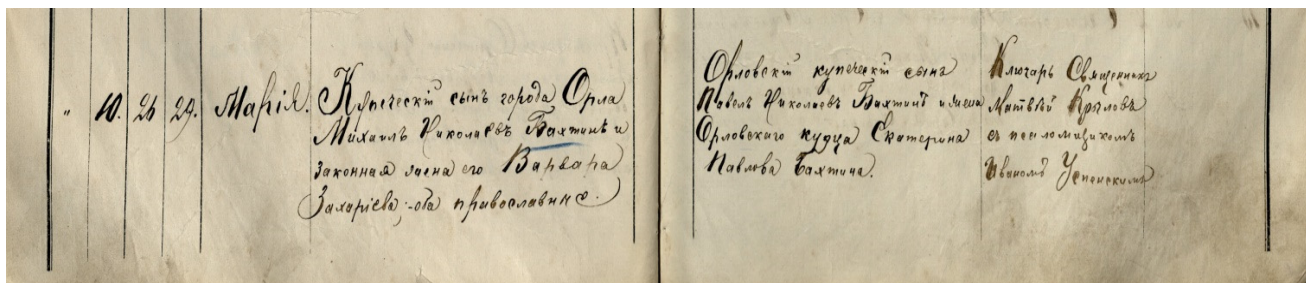 " 10. 26 29. Марія. Купеческій сынъ города Орла
Михаилъ Николаевъ Бахтинъ и
законная жена его Варвара
Захаріева, оба православные.
Орловскій купеческій сынъ
Павелъ Николаевъ Бахтинъ и жена
Орловскаго купца Екатерина
Павлова Бахтина.
Ключарь Священникъ
Матвѣй Крыловъ
съ псаломщикомъ
Иваномъ Успенскимъ